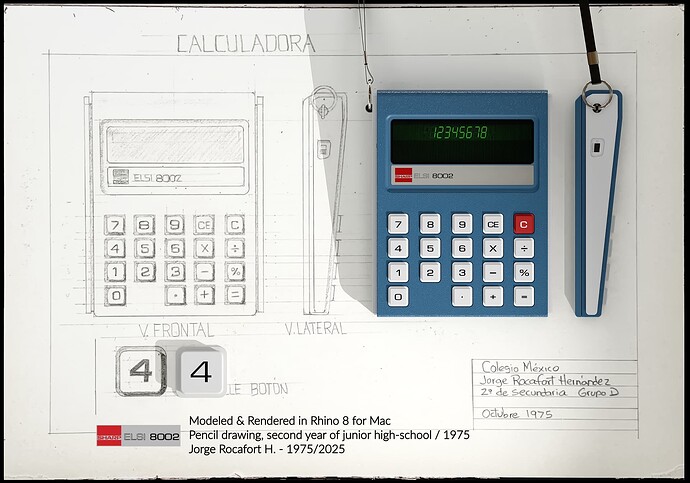 CALCULADORA
12345678
SHARP ELSI 8002
ELSI 8002
7 8 9 CE C
4 5 6 X ÷
1 2 3 − %
0 · + =
7 8 9 CE C
4 5 6 X ÷
1 2 3 − %
0 · + =
V. FRONTAL
V. LATERAL
4
4
LE BOTÓN
Colegio México
Jorge Rocafort Hernández
2º de secundaria Grupo D
Octubre 1975
SHARP ELSI 8002
Modeled & Rendered in Rhino 8 for Mac
Pencil drawing, second year of junior high-school / 1975
Jorge Rocafort H. - 1975/2025